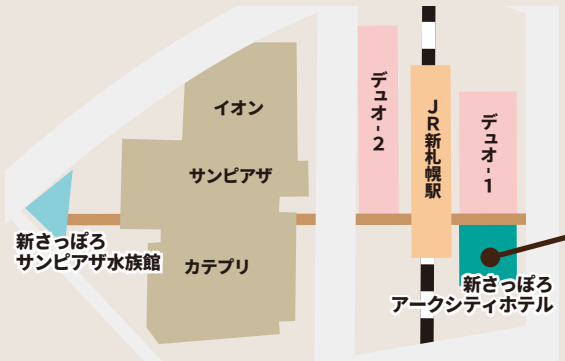 イオン
サンピアザ
カテプリ
新さっぽろ
サンピアザ水族館
デュオ-2
JR新札幌駅
デュオ-1
新さっぽろ
アークシティホテル